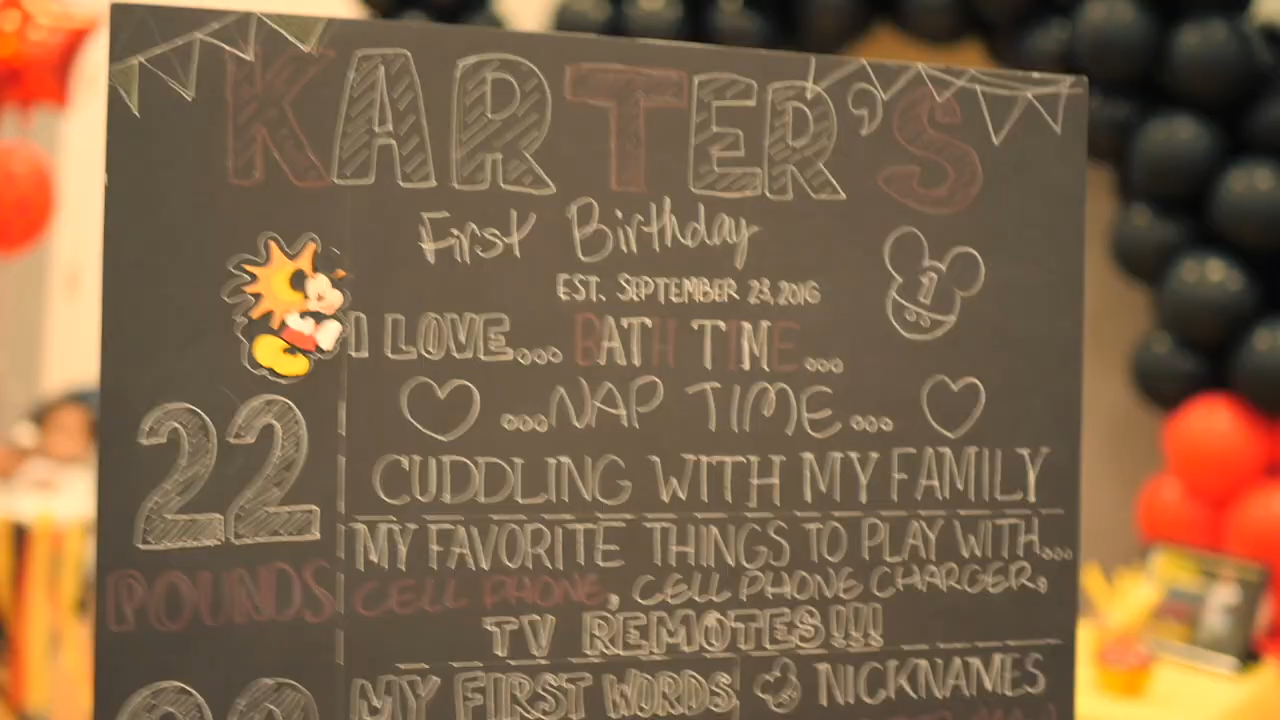 KARTER'S
First Birthday
EST. SEPTEMBER 23, 2016
I LOVE... BATH TIME...
...NAP TIME...
CUDDLING WITH MY FAMILY
22
POUNDS
MY FAVORITE THINGS TO PLAY WITH...
CELL PHONE, CELL PHONE CHARGER,
TV REMOTES!!!
MY FIRST WORDS
NICKNAMES